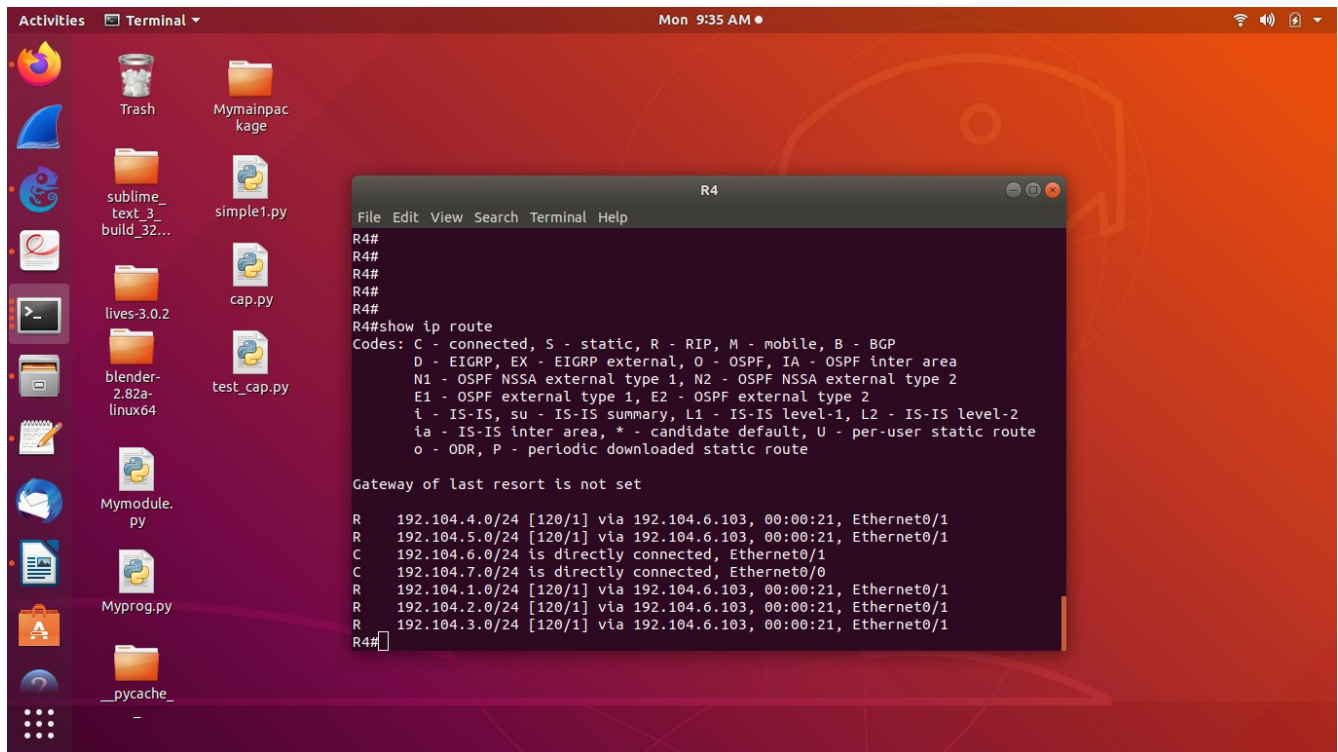 Activities Terminal Mon 9:35 AM
Trash
Mymainpac
kage
sublime_
text_3_
build_32...
simple1.py
lives-3.0.2
cap.py
blender-
2.82a-
linux64
test_cap.py
Mymodule.
py
Myprog.py
__pycache_
_
R4
File Edit View Search Terminal Help
R4#
R4#
R4#
R4#
R4#
R4#show ip route
Codes: C - connected, S - static, R - RIP, M - mobile, B - BGP
D - EIGRP, EX - EIGRP external, O - OSPF, IA - OSPF inter area
N1 - OSPF NSSA external type 1, N2 - OSPF NSSA external type 2
E1 - OSPF external type 1, E2 - OSPF external type 2
i - IS-IS, su - IS-IS summary, L1 - IS-IS level-1, L2 - IS-IS level-2
ia - IS-IS inter area, * - candidate default, U - per-user static route
o - ODR, P - periodic downloaded static route
Gateway of last resort is not set
R 192.104.4.0/24 [120/1] via 192.104.6.103, 00:00:21, Ethernet0/1
R 192.104.5.0/24 [120/1] via 192.104.6.103, 00:00:21, Ethernet0/1
C 192.104.6.0/24 is directly connected, Ethernet0/1
C 192.104.7.0/24 is directly connected, Ethernet0/0
R 192.104.1.0/24 [120/1] via 192.104.6.103, 00:00:21, Ethernet0/1
R 192.104.2.0/24 [120/1] via 192.104.6.103, 00:00:21, Ethernet0/1
R 192.104.3.0/24 [120/1] via 192.104.6.103, 00:00:21, Ethernet0/1
R4#